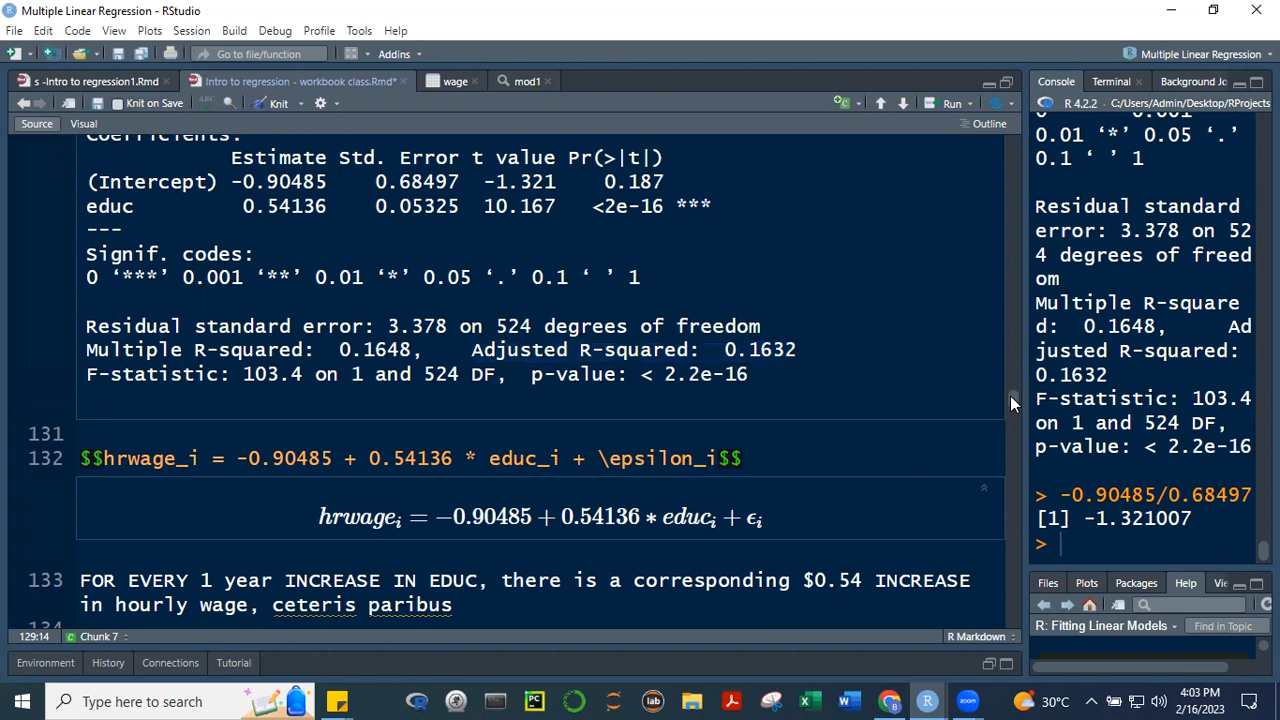 Multiple Linear Regression - RStudio
File Edit Code View Plots Session Build Debug Profile Tools Help
Go to file/function Addins Multiple Linear Regression
s -Intro to regression1.Rmd Intro to regression - workbook class.Rmd* wage mod1
Knit on Save Knit Run
Source Visual Outline
Coefficients:
Estimate Std. Error t value Pr(>|t|)
(Intercept) -0.90485 0.68497 -1.321 0.187
educ 0.54136 0.05325 10.167 <2e-16 ***
---
Signif. codes:
0 ‘***’ 0.001 ‘**’ 0.01 ‘*’ 0.05 ‘.’ 0.1 ‘ ’ 1
Residual standard error: 3.378 on 524 degrees of freedom
Multiple R-squared: 0.1648, Adjusted R-squared: 0.1632
F-statistic: 103.4 on 1 and 524 DF, p-value: < 2.2e-16
131
132 $$hrwage_i = -0.90485 + 0.54136 * educ_i + \epsilon_i$$
hrwageᵢ = −0.90485 + 0.54136 ∗ educᵢ + ϵᵢ
133 FOR EVERY 1 year INCREASE IN EDUC, there is a corresponding $0.54 INCREASE
in hourly wage, ceteris paribus
134
129:14 Chunk 7 R Markdown
Environment History Connections Tutorial
Console Terminal Background Jo
R 4.2.2 · C:/Users/Admin/Desktop/RProjects
0 0.001
0.01 ‘*’ 0.05 ‘.’
0.1 ‘ ’ 1
Residual standard
error: 3.378 on 52
4 degrees of freed
om
Multiple R-square
d: 0.1648, Ad
justed R-squared:
0.1632
F-statistic: 103.4
on 1 and 524 DF,
p-value: < 2.2e-16
> -0.90485/0.68497
[1] -1.321007
>
Files Plots Packages Help Vi
R: Fitting Linear Models Find in Topic
Type here to search
30°C 4:03 PM
2/16/2023